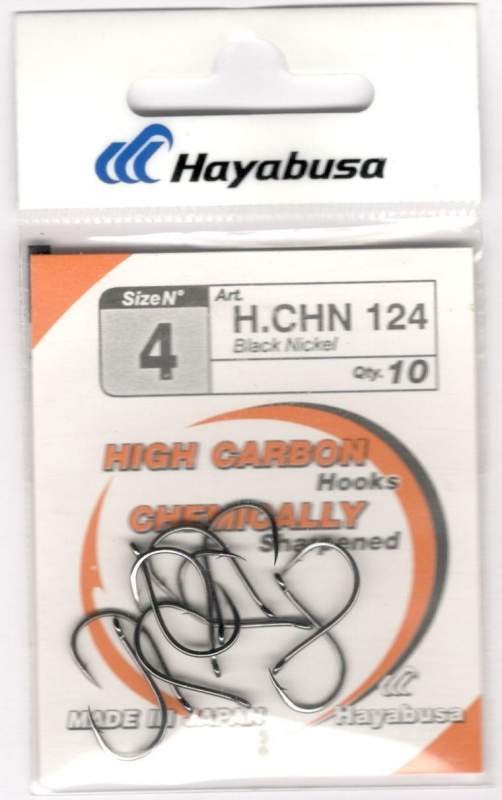 Hayabusa
Size N°
4
Art.
H.CHN 124
Black Nickel
Qty. 10
HIGH CARBON
Hooks
CHEMICALLY
Sharpened
MADE IN JAPAN
Hayabusa